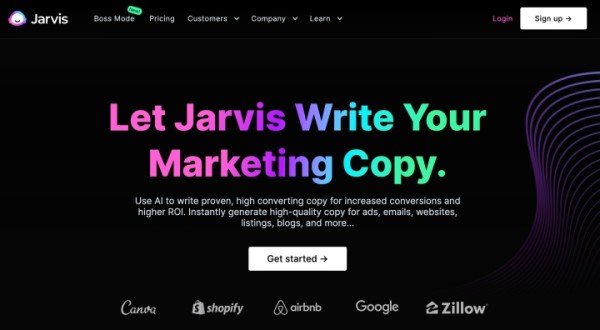 Jarvis
Boss Mode New!
Pricing
Customers
Company
Learn
Login
Sign up →
Let Jarvis Write Your
Marketing Copy.
Use AI to write proven, high converting copy for increased conversions and
higher ROI. Instantly generate high-quality copy for ads, emails, websites,
listings, blogs, and more...
Get started →
Canva
shopify
airbnb
Google
Zillow